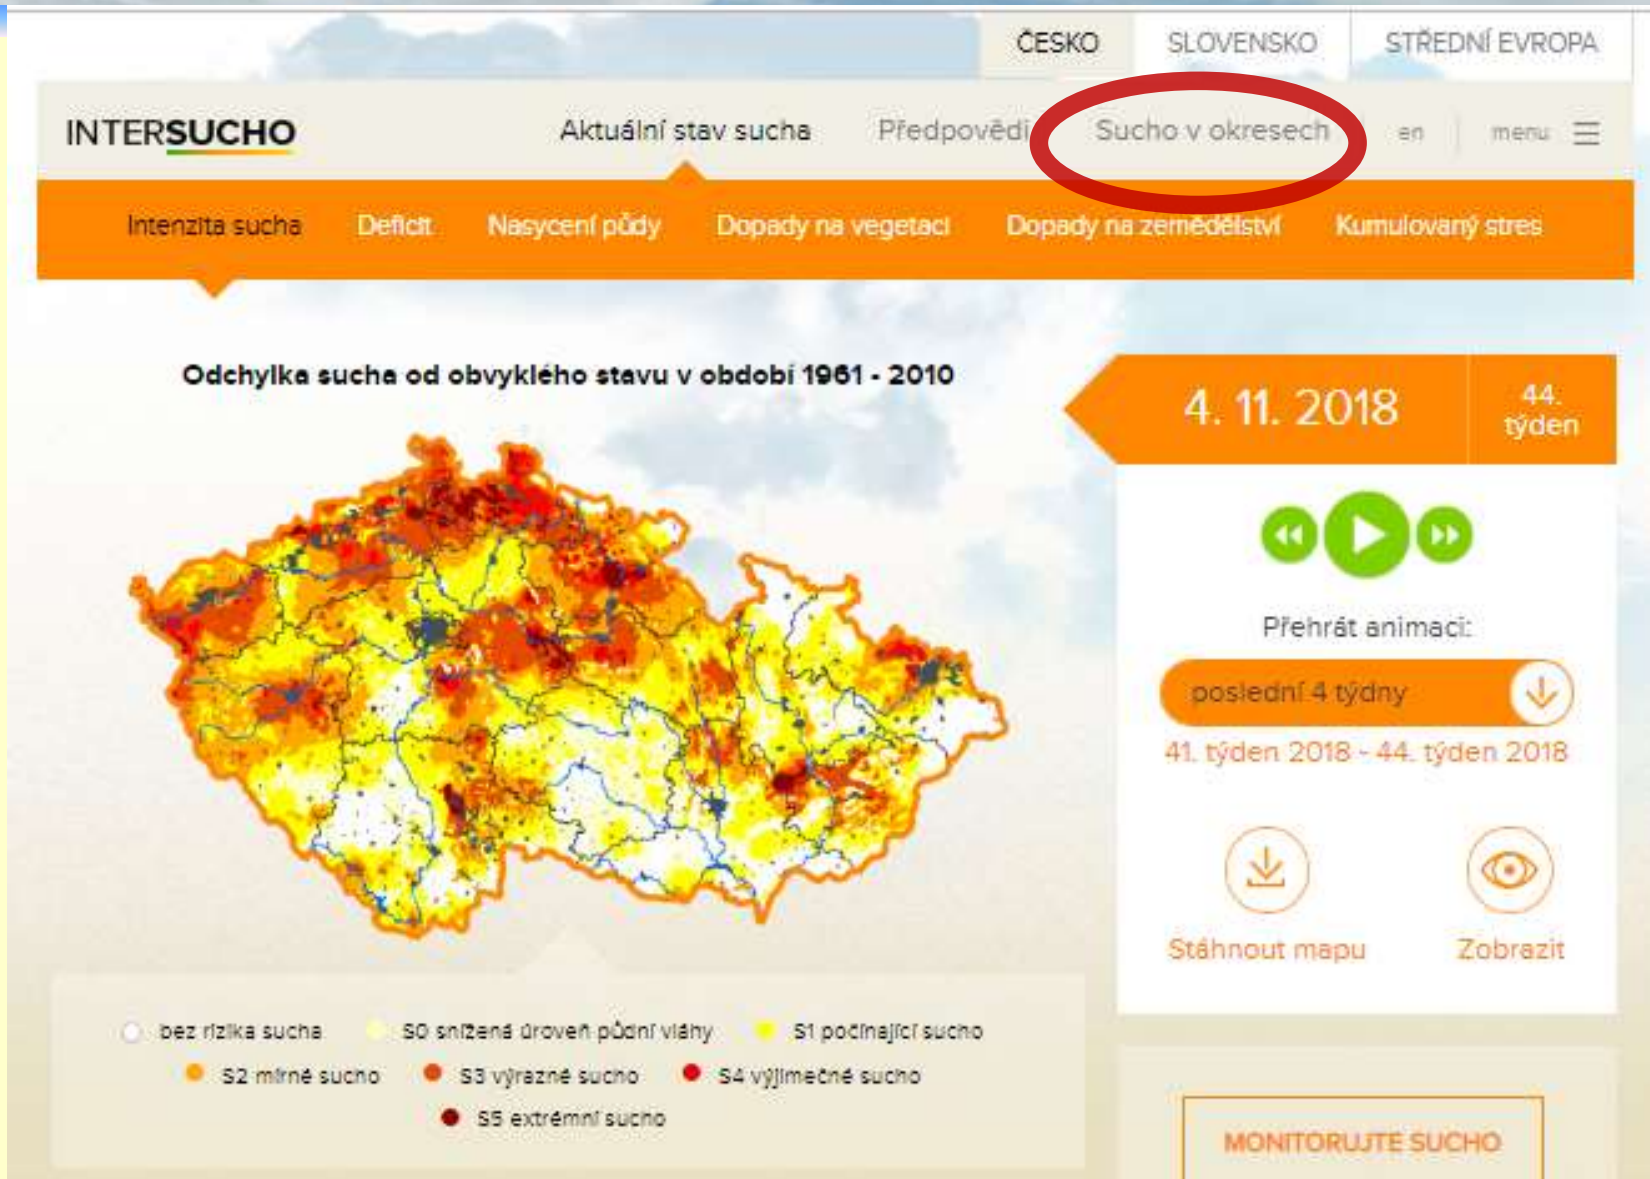 ČESKO SLOVENSKO STŘEDNÍ EVROPA
INTERSUCHO Aktuální stav sucha Předpovědi Sucho v okresech en menu
Intenzita sucha Deficit Nasycení půdy Dopady na vegetaci Dopady na zemědělství Kumulovaný stres
Odchylka sucha od obvyklého stavu v období 1961 - 2010
4. 11. 2018
44.
týden
Přehrát animaci:
poslední 4 týdny
41. týden 2018 - 44. týden 2018
Stáhnout mapu Zobrazit
bez rizika sucha S0 snížená úroveň půdní vláhy S1 počínající sucho
S2 mírné sucho S3 výrazné sucho S4 výjimečné sucho
S5 extrémní sucho
MONITORUJTE SUCHO